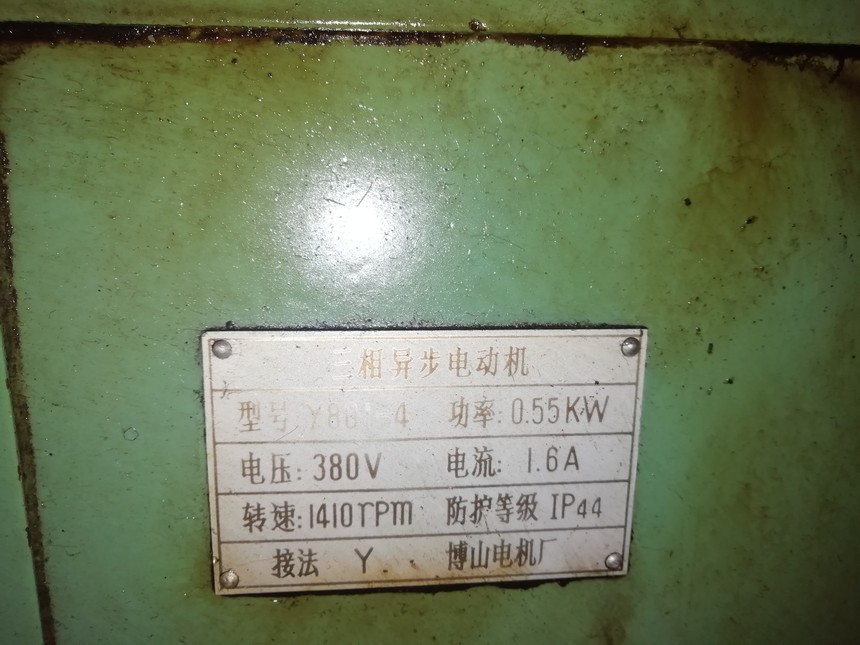 三相异步电动机
型号 Y80 -4 功率: 0.55KW
电压: 380V 电流: 1.6A
转速: 1410rpm 防护等级 IP44
接法 Y 博山电机厂